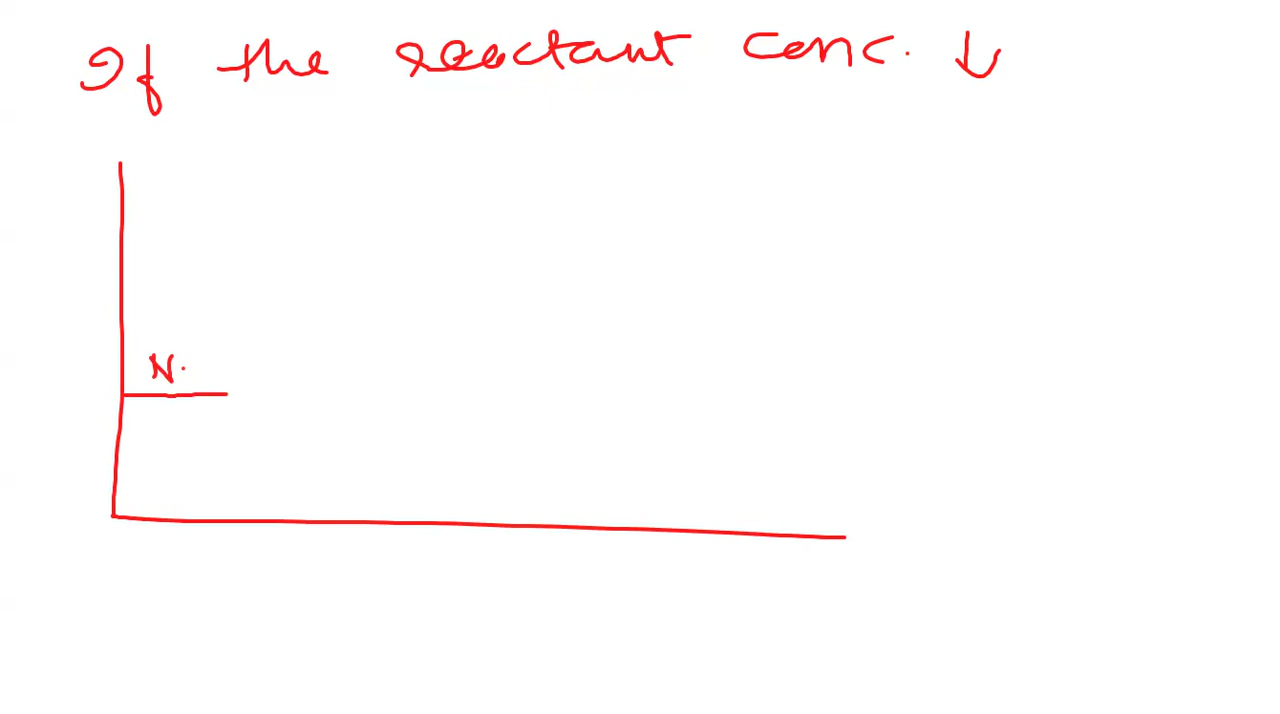 If the reactant conc. ↓
N.